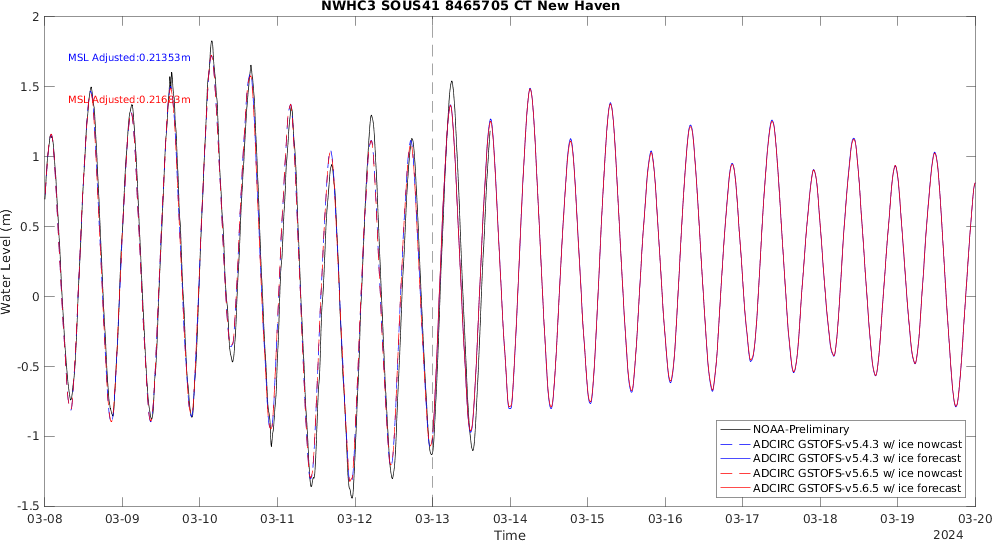 NWHC3 SOUS41 8465705 CT New Haven
2
1.5
1
0.5
0
-0.5
-1
-1.5
Water Level (m)
MSL Adjusted:0.21353m
MSL Adjusted:0.21683m
NOAA-Preliminary
ADCIRC GSTOFS-v5.4.3 w/ ice nowcast
ADCIRC GSTOFS-v5.4.3 w/ ice forecast
ADCIRC GSTOFS-v5.6.5 w/ ice nowcast
ADCIRC GSTOFS-v5.6.5 w/ ice forecast
03-08 03-09 03-10 03-11 03-12 03-13 03-14 03-15 03-16 03-17 03-18 03-19 03-20
Time
2024